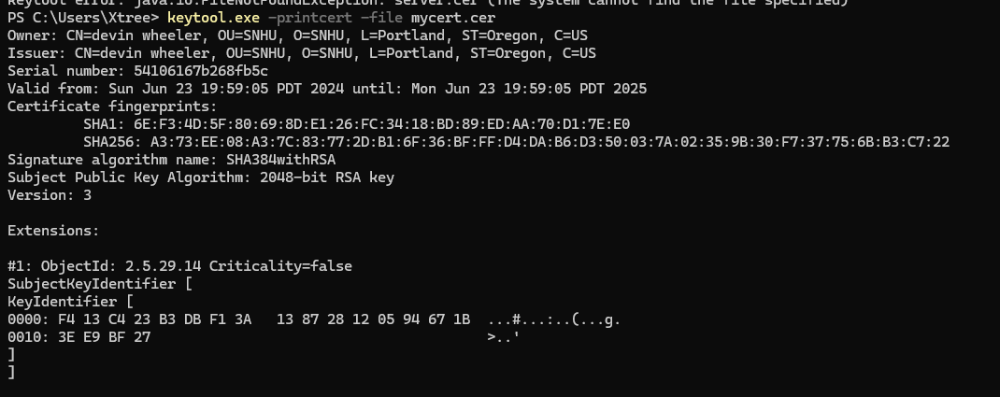 keytool error: java.io.FileNotFoundException: server.cer (The system cannot find the file specified)
PS C:\Users\Xtree> keytool.exe -printcert -file mycert.cer
Owner: CN=devin wheeler, OU=SNHU, O=SNHU, L=Portland, ST=Oregon, C=US
Issuer: CN=devin wheeler, OU=SNHU, O=SNHU, L=Portland, ST=Oregon, C=US
Serial number: 54106167b268fb5c
Valid from: Sun Jun 23 19:59:05 PDT 2024 until: Mon Jun 23 19:59:05 PDT 2025
Certificate fingerprints:
         SHA1: 6E:F3:4D:5F:80:69:8D:E1:26:FC:34:18:BD:89:ED:AA:70:D1:7E:E0
         SHA256: A3:73:EE:08:A3:7C:83:77:2D:B1:6F:36:BF:FF:D4:DA:B6:D3:50:03:7A:02:35:9B:30:F7:37:75:6B:B3:C7:22
Signature algorithm name: SHA384withRSA
Subject Public Key Algorithm: 2048-bit RSA key
Version: 3
Extensions:
#1: ObjectId: 2.5.29.14 Criticality=false
SubjectKeyIdentifier [
KeyIdentifier [
0000: F4 13 C4 23 B3 DB F1 3A   13 87 28 12 05 94 67 1B  ...#...:..(...g.
0010: 3E E9 BF 27                                        >..'
]
]